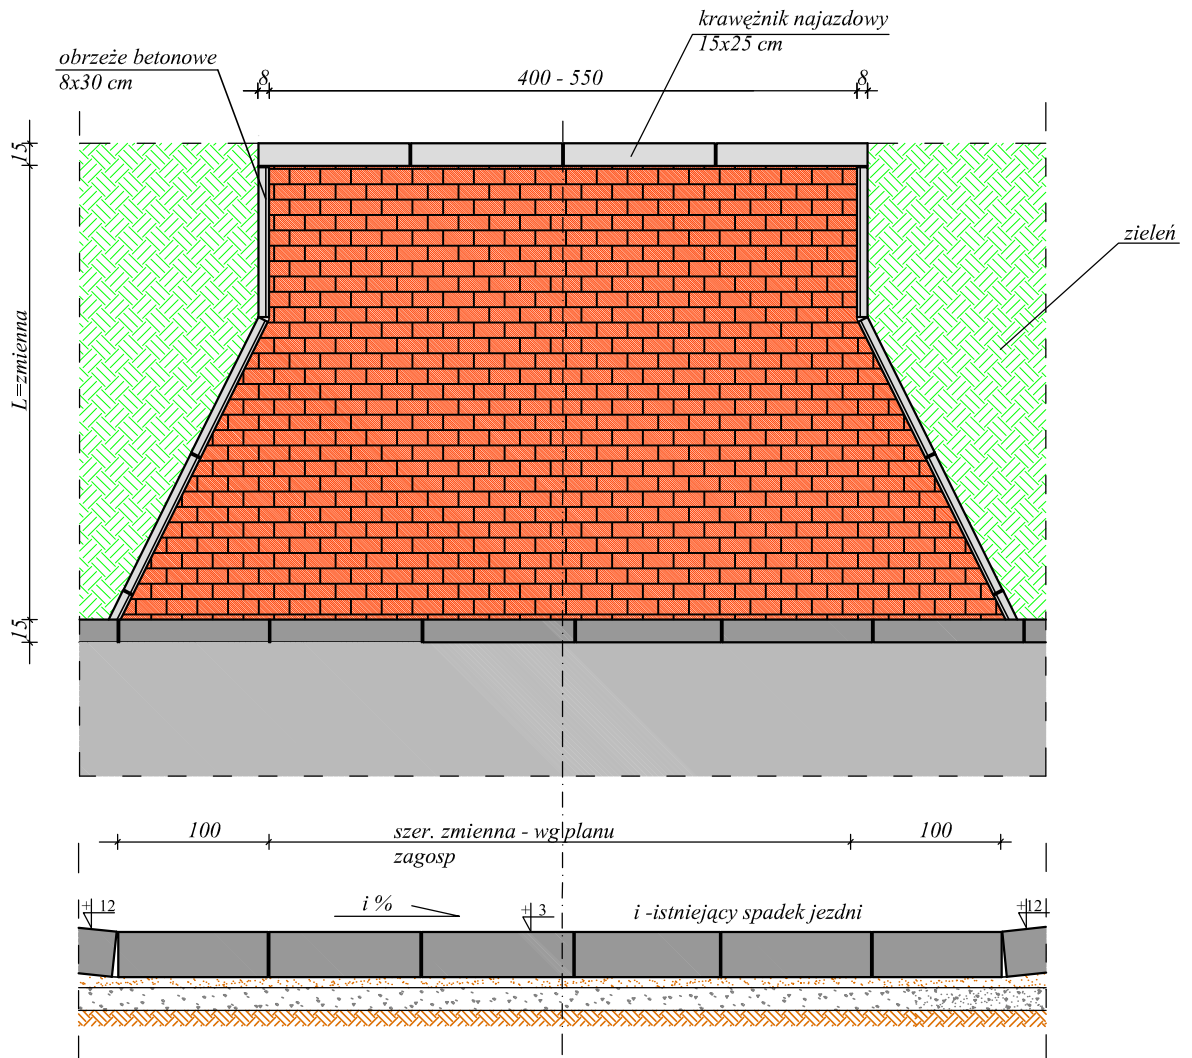 krawężnik najazdowy
15x25 cm
obrzeże betonowe
8x30 cm
8
400 - 550
8
15
zieleń
L=zmienna
15
100
szer. zmienna - wg planu
zagosp
100
+ 12
i %
+ 3
i -istniejący spadek jezdni
+12